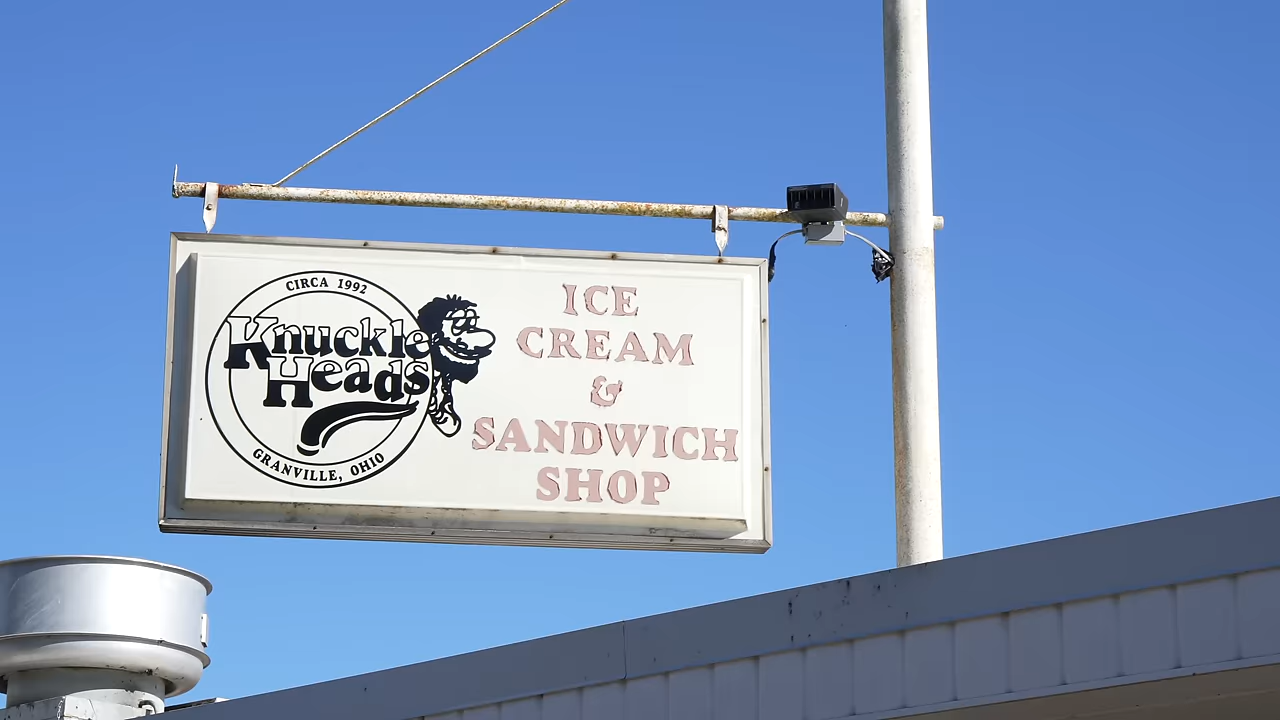 CIRCA 1992
Knuckle
Heads
GRANVILLE, OHIO
ICE
CREAM
&
SANDWICH
SHOP